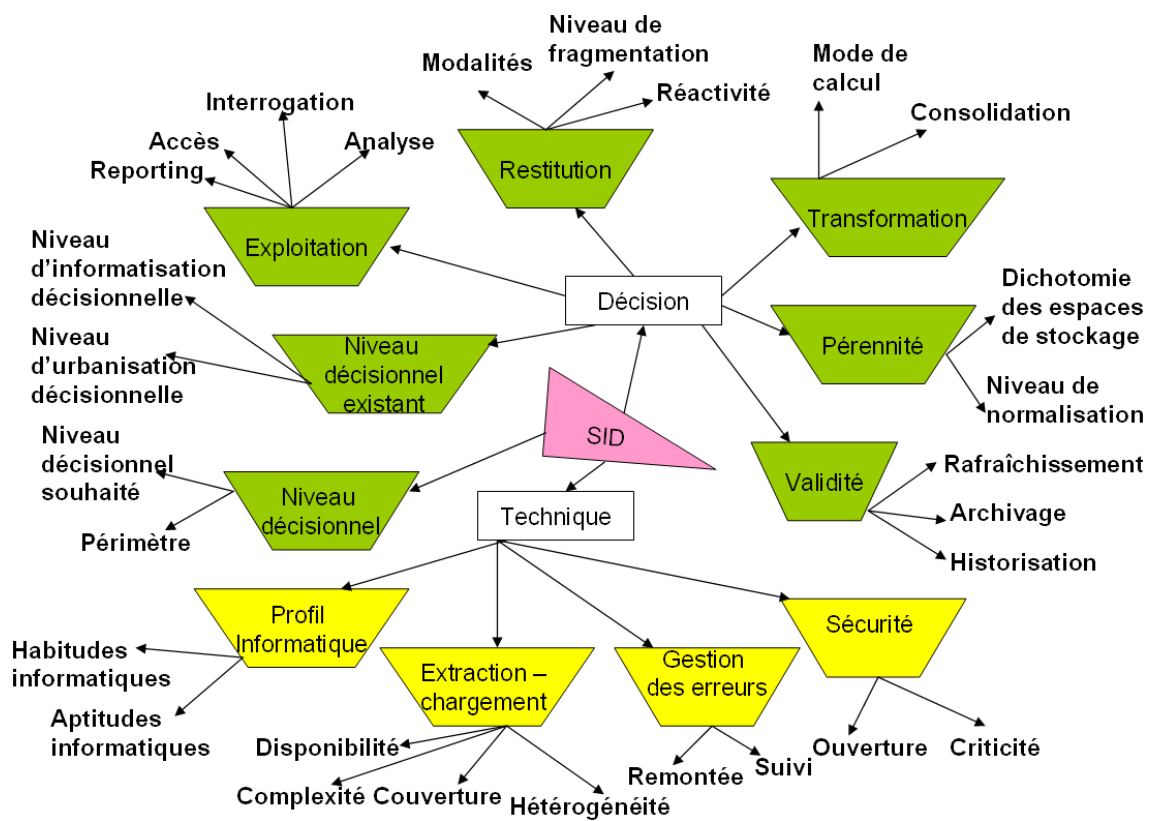 Niveau de
fragmentation
Modalités
Réactivité
Mode de
calcul
Consolidation
Interrogation
Accès
Analyse
Reporting
Restitution
Transformation
Exploitation
Niveau
d'informatisation
décisionnelle
Décision
Dichotomie
des espaces
de stockage
Niveau
d'urbanisation
décisionnelle
Niveau
décisionnel
existant
Pérennité
Niveau de
normalisation
SID
Niveau
décisionnel
souhaité
Niveau
décisionnel
Périmètre
Technique
Validité
Rafraîchissement
Archivage
Historisation
Profil
Informatique
Habitudes
informatiques
Aptitudes
informatiques
Extraction –
chargement
Gestion
des erreurs
Sécurité
Disponibilité
Complexité
Couverture
Hétérogénéité
Remontée
Suivi
Ouverture
Criticité